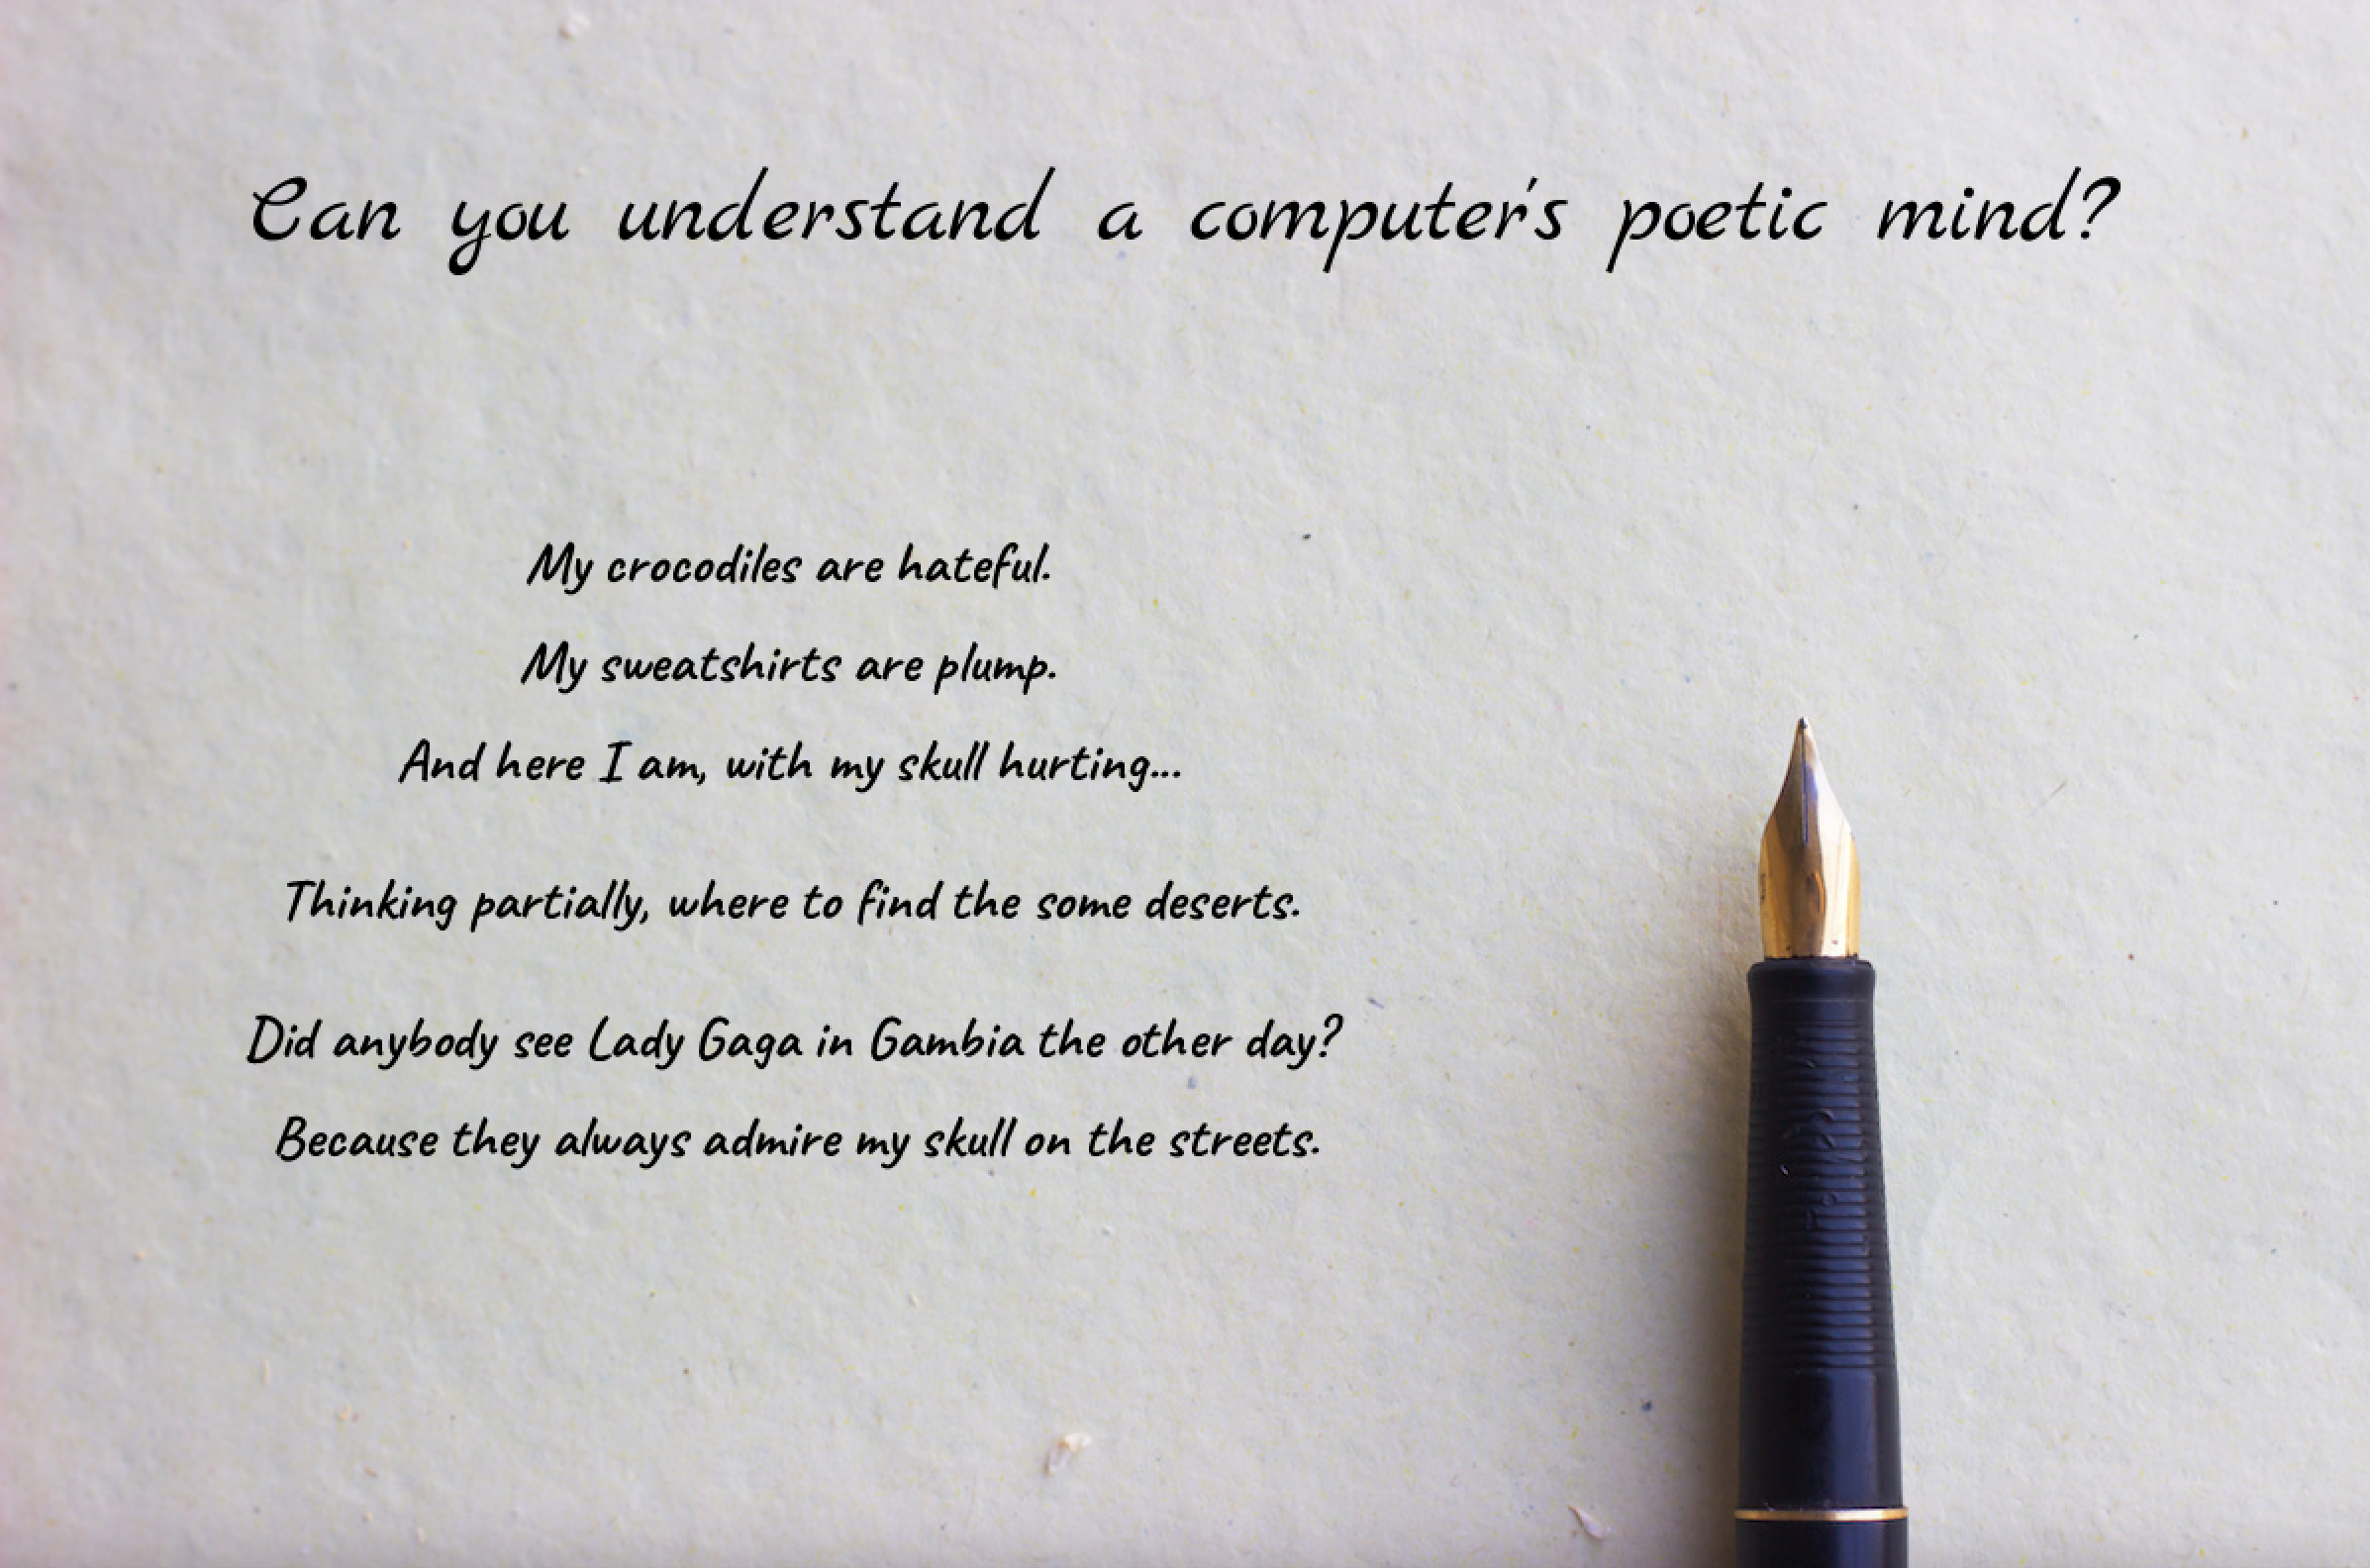 Can you understand a computer's poetic mind?
My crocodiles are hateful.
My sweatshirts are plump.
And here I am, with my skull hurting...
Thinking partially, where to find the some deserts.
Did anybody see Lady Gaga in Gambia the other day?
Because they always admire my skull on the streets.